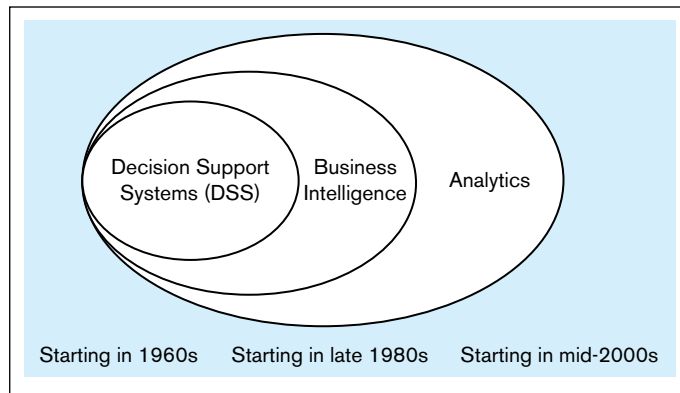 Decision Support
Systems (DSS)
Business
Intelligence
Analytics
Starting in 1960s
Starting in late 1980s
Starting in mid-2000s